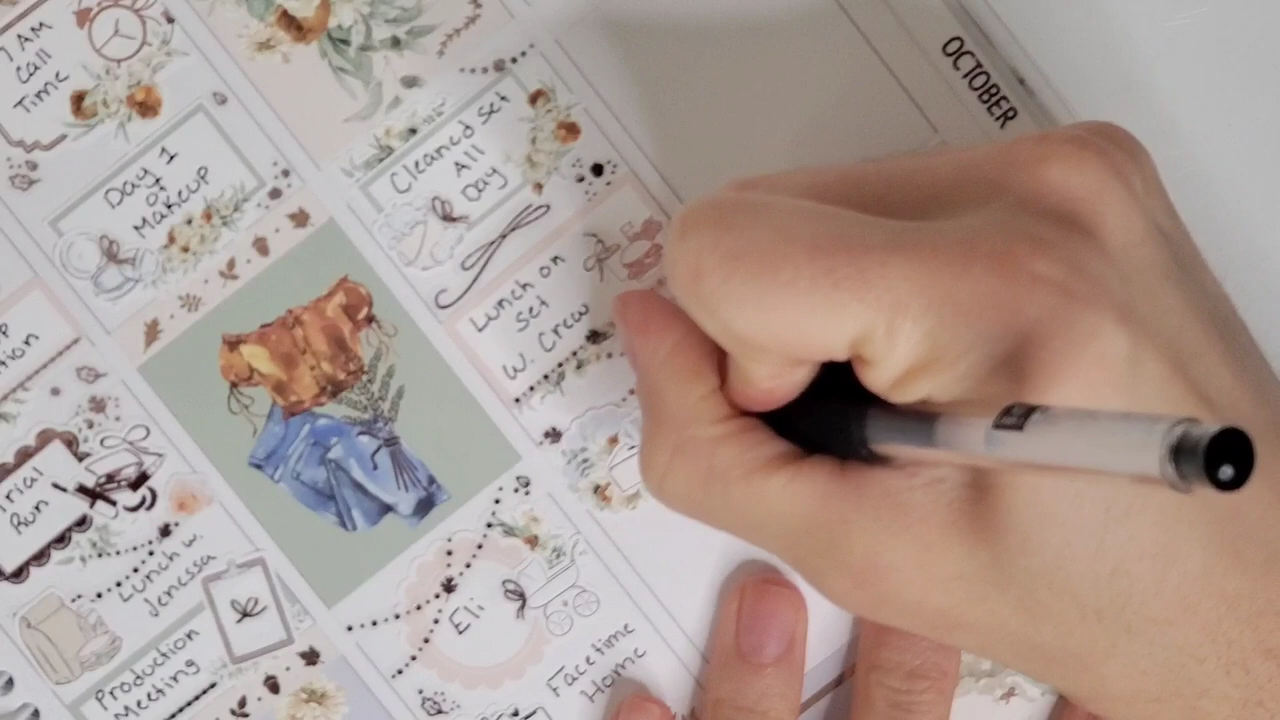 OCTOBER
7 AM
Call
Time
Day 1
of
Makeup
Cleaned Set
All
Day
Lunch on
Set
W. Crew
Run
Lunch w.
Jenessa
Production
Meeting
Eli
Facetime
Home